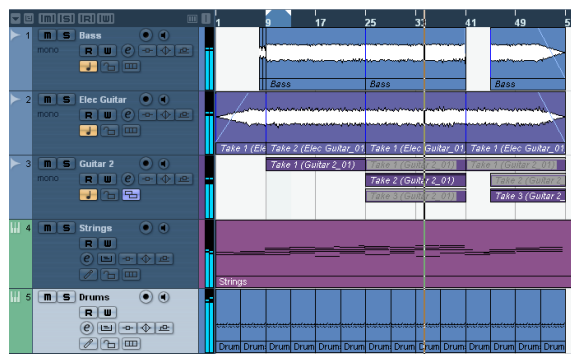 m s R W
1 9 17 25 33 41 49 5
1 m S Bass
mono R W e
Bass Bass Bass
2 m S Elec Guitar
mono R W e
Take 1 (Ele Take 2 (Elec Guitar_01) Take 1 (Elec Guitar_01 Take 1 (Elec Guitar_01)
3 m S Guitar 2
mono R W e
Take 1 (Guitar 2_01) Take 1 (Guitar 2_01) Take 1 (Guitar 2_01)
Take 2 (Guitar 2_01) Take 2 (Guitar 2
Take 3 (Guitar 2_01) Take 3 (Guitar 2_
4 m S Strings
R W
e
Strings
5 m S Drums
R W
e
Drum Drum Drum Drum Drum Drum Drum Drum Drum Drum Drum Drum Drum Drum